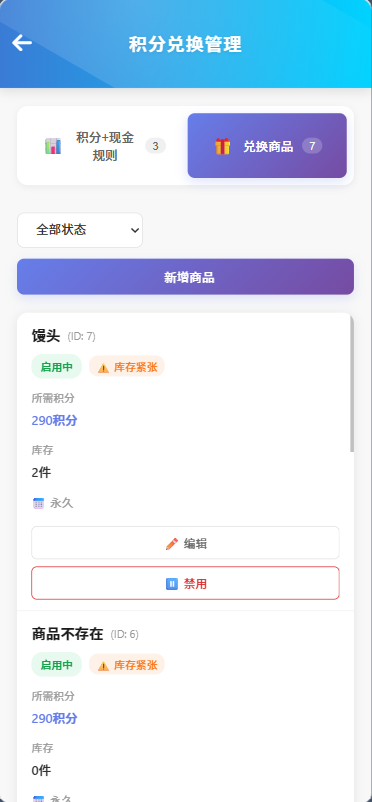 积分兑换管理
积分+现金
规则
3
兑换商品
7
全部状态
新增商品
馒头 (ID: 7)
启用中 库存紧张
所需积分
290积分
库存
2件
永久
编辑
禁用
商品不存在 (ID: 6)
启用中 库存紧张
所需积分
290积分
库存
0件
永久